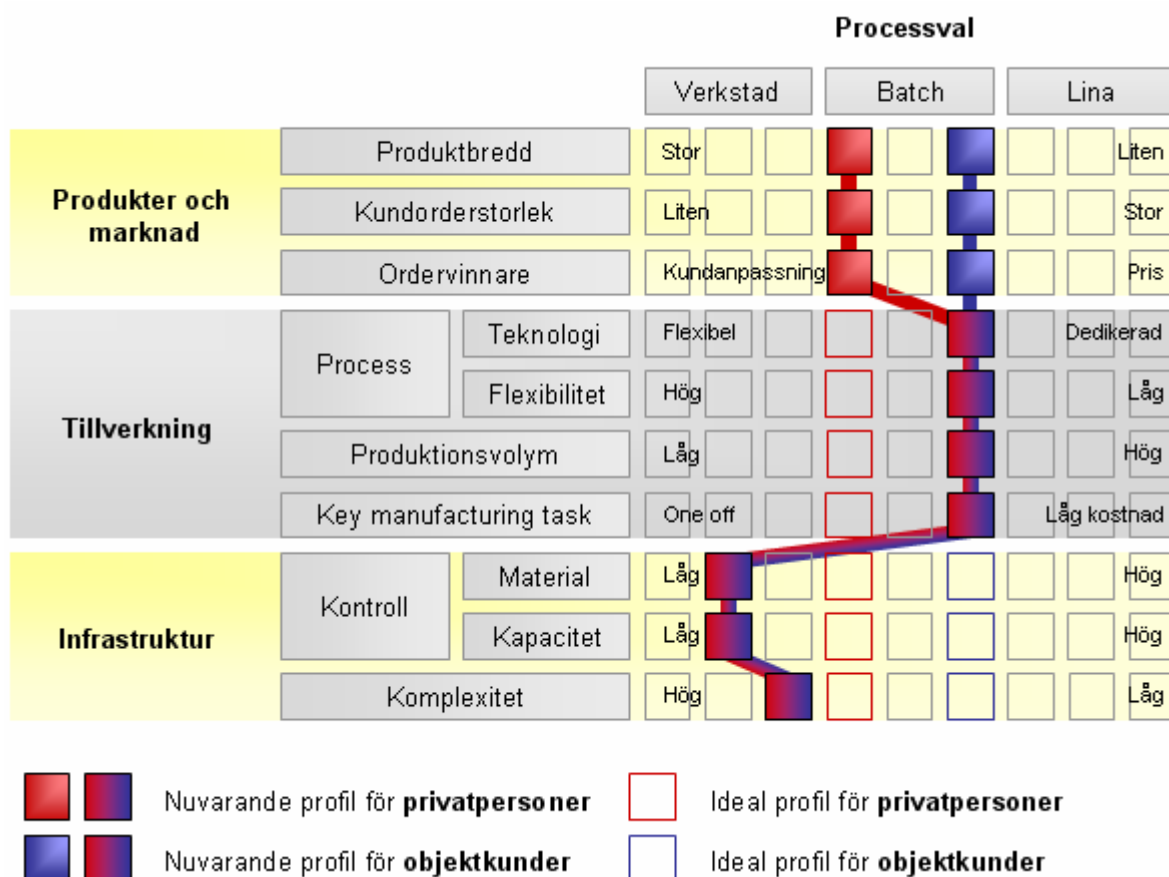 Processval
Verkstad Batch Lina
Produktbredd Stor Liten
Produkter och
marknad
Kundorderstorlek Liten Stor
Ordervinnare Kundanpassning Pris
Tillverkning
Process
Teknologi Flexibel Dedikerad
Flexibilitet Hög Låg
Produktionsvolym Låg Hög
Key manufacturing task One off Låg kostnad
Infrastruktur
Kontroll
Material Låg Hög
Kapacitet Låg Hög
Komplexitet Hög Låg
Nuvarande profil för privatpersoner Ideal profil för privatpersoner
Nuvarande profil för objektkunder Ideal profil för objektkunder